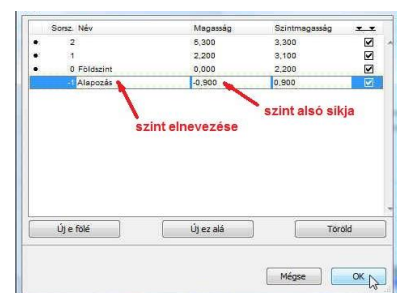 Sorsz. Név Magasság Szintmagasság
2 5,300 3,300
1 2,200 3,100
0 Földszint 0,000 2,200
-1 Alapozás -0,900 0,900
szint alsó síkja
szint elnevezése
Új e fölé Új ez alá Töröld
Mégse OK